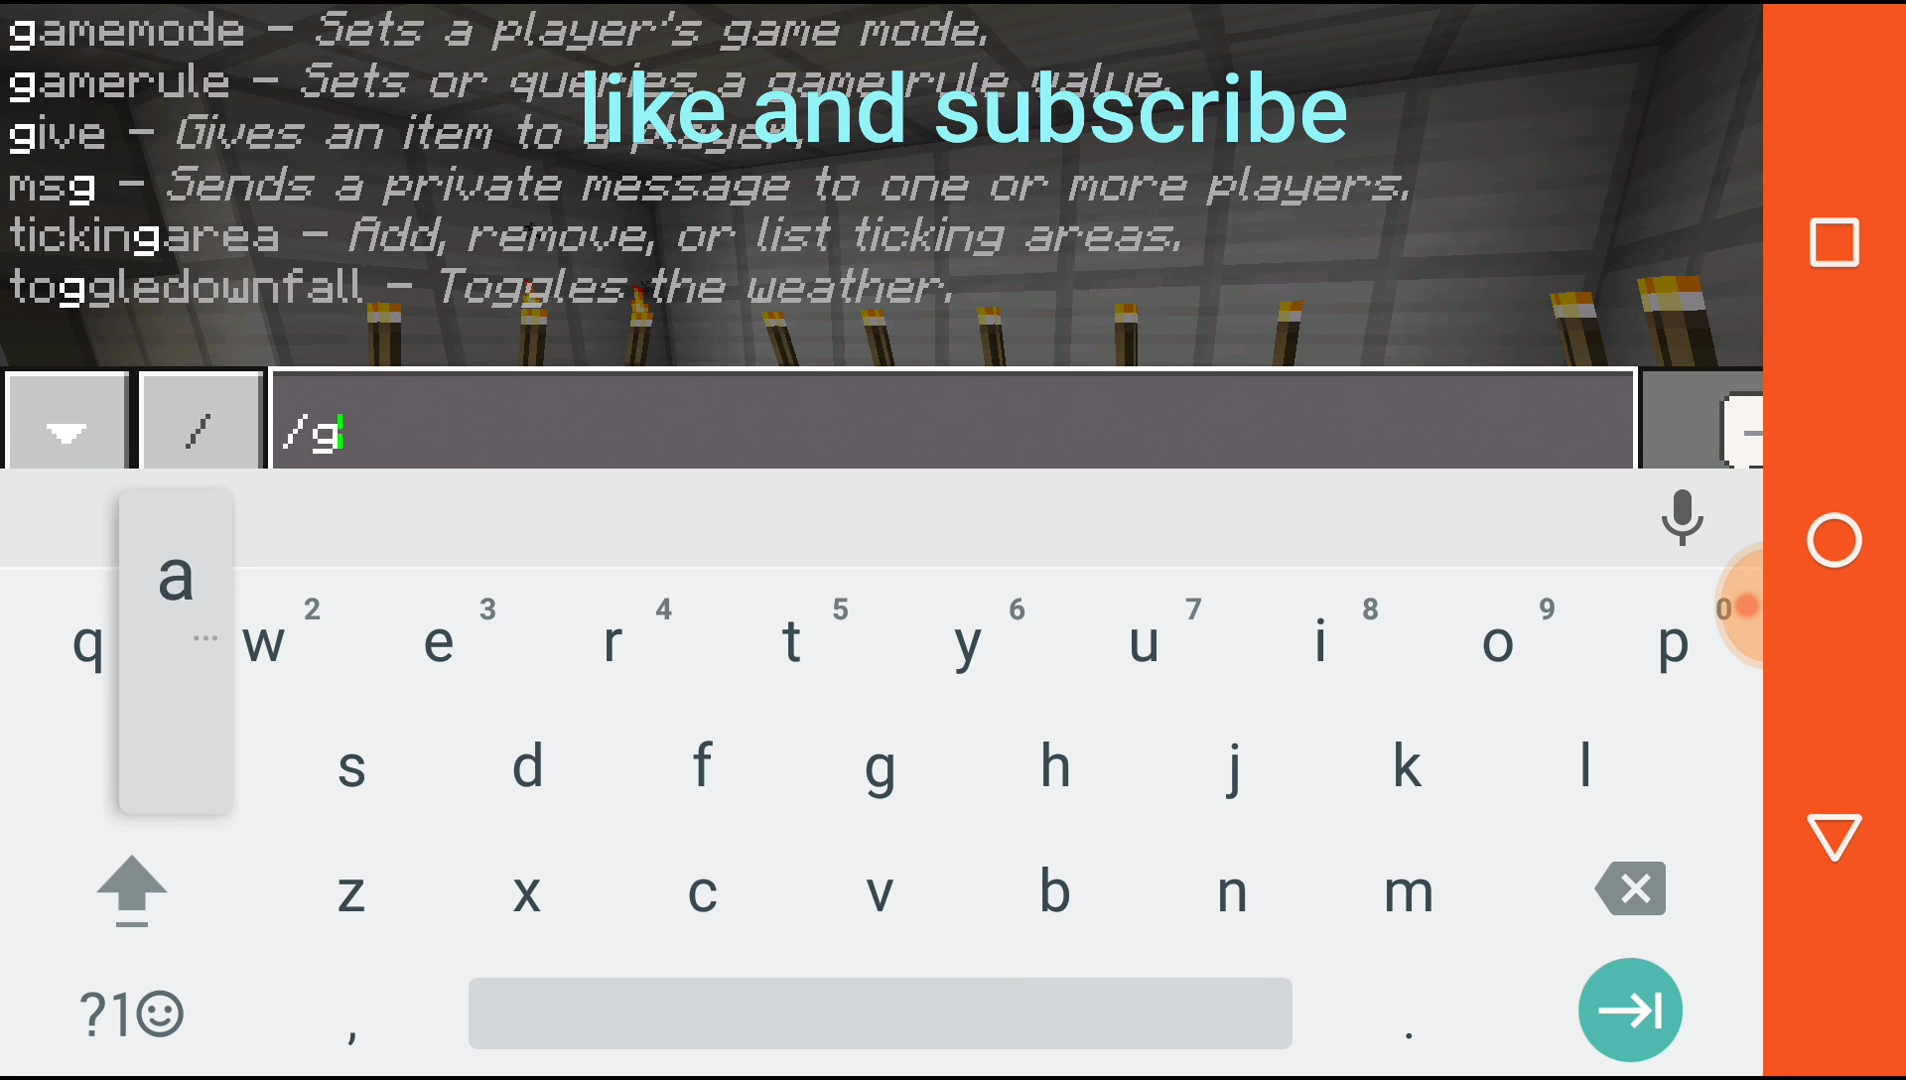 gamemode – Sets a player's game mode.
gamerule – Sets or queries a gamerule value.
like and subscribe
give – Gives an item to a player.
msg – Sends a private message to one or more players.
tickingarea – Add, remove, or list ticking areas.
toggledownfall – Toggles the weather.
/ /g
a
q w 2 e 3 r 4 t 5 y 6 u 7 i 8 o 9 p 0
s d f g h j k l
z x c v b n m
?1☺ , .